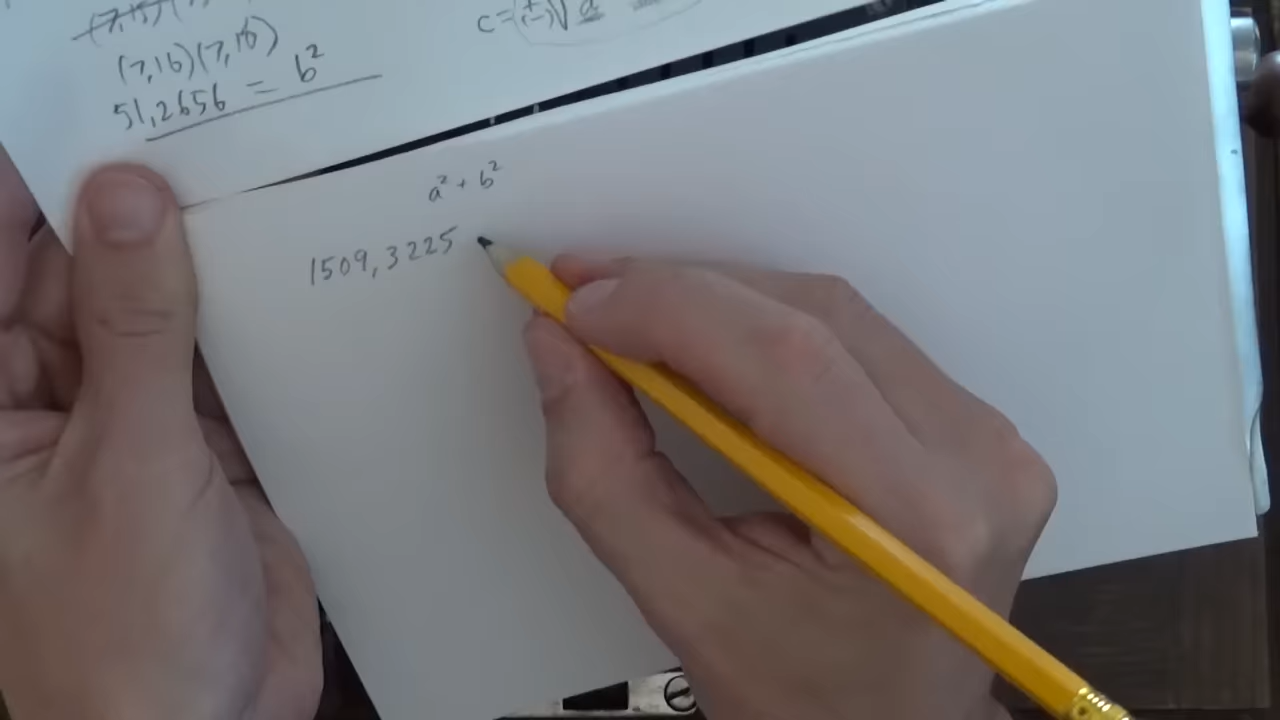 (7,16)(7,16)
51,2656 = b²
c=
a² + b²
1509,3225